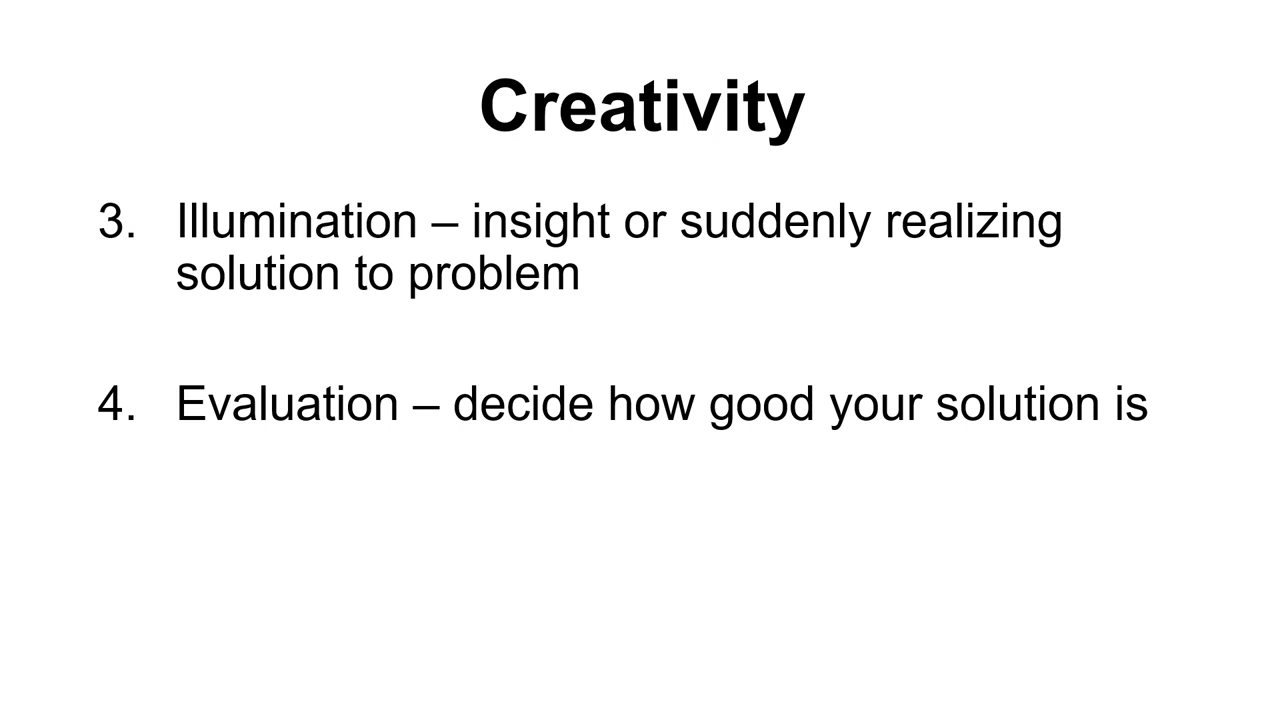 Creativity
3. Illumination – insight or suddenly realizing
solution to problem
4. Evaluation – decide how good your solution is